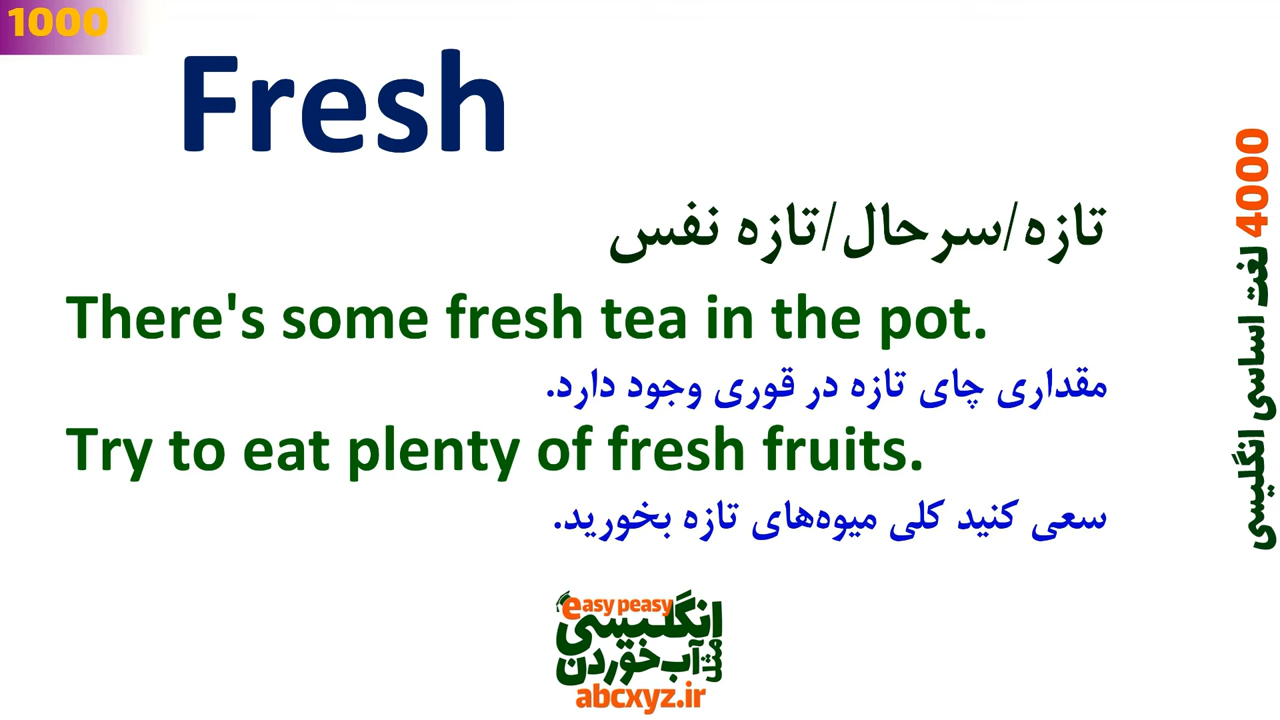 1000
Fresh
تازه/سرحال/تازه نفس
There's some fresh tea in the pot.
مقداری چای تازه در قوری وجود دارد.
Try to eat plenty of fresh fruits.
سعی کنید کلی میوه‌های تازه بخورید.
4000 لغت اساسی انگلیسی
easy peasy
انگلیسی
مثل آب خوردن
abcxyz.ir